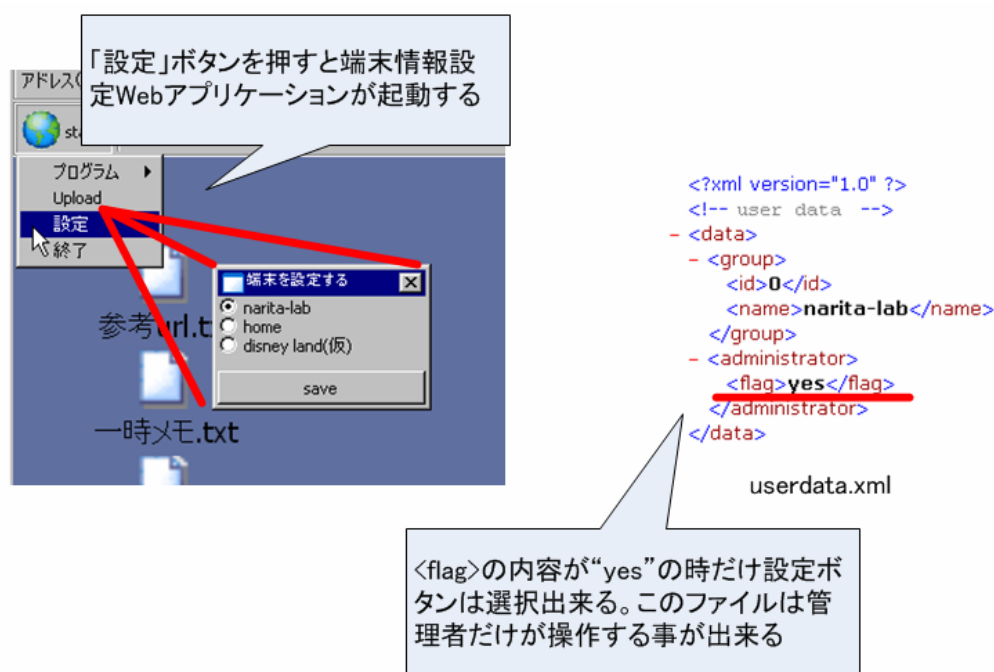 「設定」ボタンを押すと端末情報設
定Webアプリケーションが起動する
アドレス(
sta
プログラム
Upload
設定
終了
端末を設定する
narita-lab
home
disney land(仮)
save
参考url.t
一時メモ.txt
<?xml version="1.0" ?>
<!-- user data -->
- <data>
- <group>
<id>0</id>
<name>narita-lab</name>
</group>
- <administrator>
<flag>yes</flag>
</administrator>
</data>
userdata.xml
<flag>の内容が“yes”の時だけ設定ボ
タンは選択出来る。このファイルは管
理者だけが操作する事が出来る